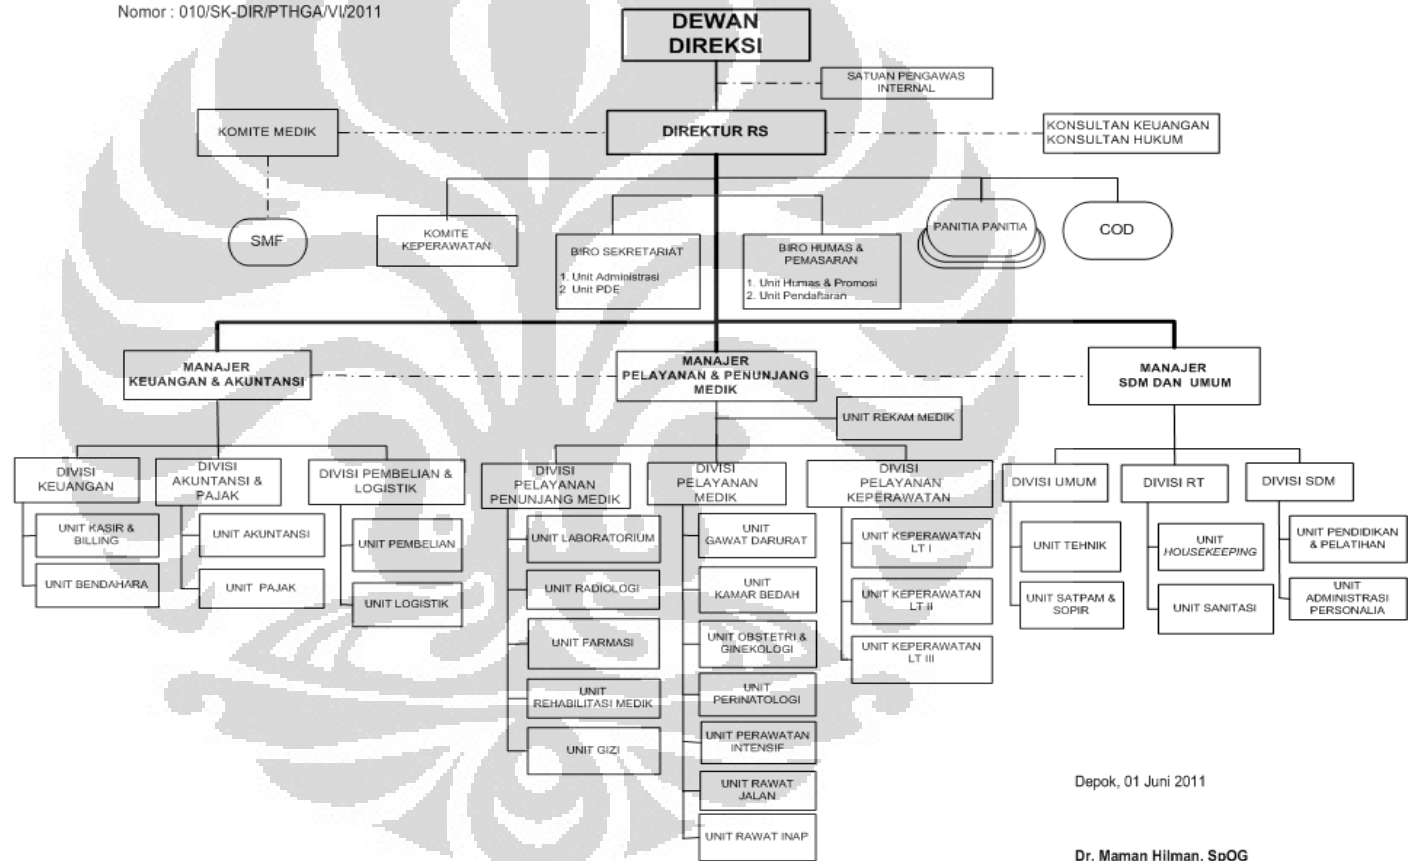 Nomor : 010/SK-DIR/PTHGA/VI/2011
DEWAN
DIREKSI
SATUAN PENGAWAS
INTERNAL
KOMITE MEDIK
DIREKTUR RS
KONSULTAN KEUANGAN
KONSULTAN HUKUM
SMF
KOMITE
KEPERAWATAN
BIRO SEKRETARIAT
1. Unit Administrasi
2 Unit PDE
BIRO HUMAS &
PEMASARAN
1. Unit Humas & Promosi
2. Unit Pendaftaran
PANITIA PANITIA
COD
MANAJER
KEUANGAN & AKUNTANSI
MANAJER
PELAYANAN & PENUNJANG
MEDIK
MANAJER
SDM DAN UMUM
UNIT REKAM MEDIK
DIVISI
KEUANGAN
UNIT KASIR &
BILLING
UNIT BENDAHARA
DIVISI
AKUNTANSI &
PAJAK
UNIT AKUNTANSI
UNIT PAJAK
DIVISI PEMBELIAN &
LOGISTIK
UNIT PEMBELIAN
UNIT LOGISTIK
DIVISI
PELAYANAN
PENUNJANG MEDIK
UNIT LABORATORIUM
UNIT RADIOLOGI
UNIT FARMASI
UNIT
REHABILITASI MEDIK
UNIT GIZI
DIVISI
PELAYANAN
MEDIK
UNIT
GAWAT DARURAT
UNIT
KAMAR BEDAH
UNIT OBSTETRI &
GINEKOLOGI
UNIT
PERINATOLOGI
UNIT PERAWATAN
INTENSIF
UNIT RAWAT
JALAN
UNIT RAWAT INAP
DIVISI
PELAYANAN
KEPERAWATAN
UNIT KEPERAWATAN
LT I
UNIT KEPERAWATAN
LT II
UNIT KEPERAWATAN
LT III
DIVISI UMUM
UNIT TEHNIK
UNIT SATPAM &
SOPIR
DIVISI RT
UNIT
HOUSEKEEPING
UNIT SANITASI
DIVISI SDM
UNIT PENDIDIKAN
& PELATIHAN
UNIT
ADMINISTRASI
PERSONALIA
Depok, 01 Juni 2011
Dr. Maman Hilman, SpOG